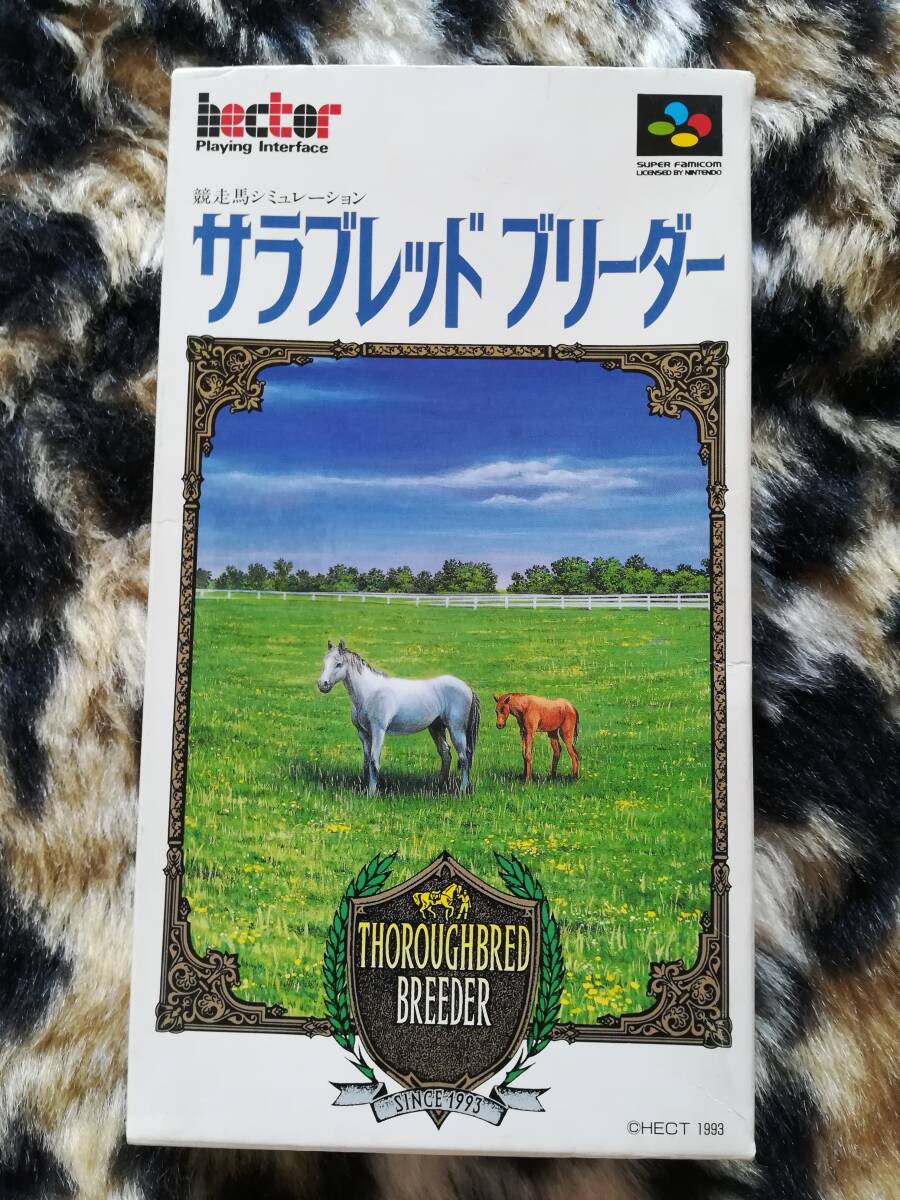 hector
Playing Interface
SUPER FAMICOM
LICENSED BY NINTENDO
競走馬シミュレーション
サラブレッド ブリーダー
THOROUGHBRED
BREEDER
SINCE 1993
©HECT 1993